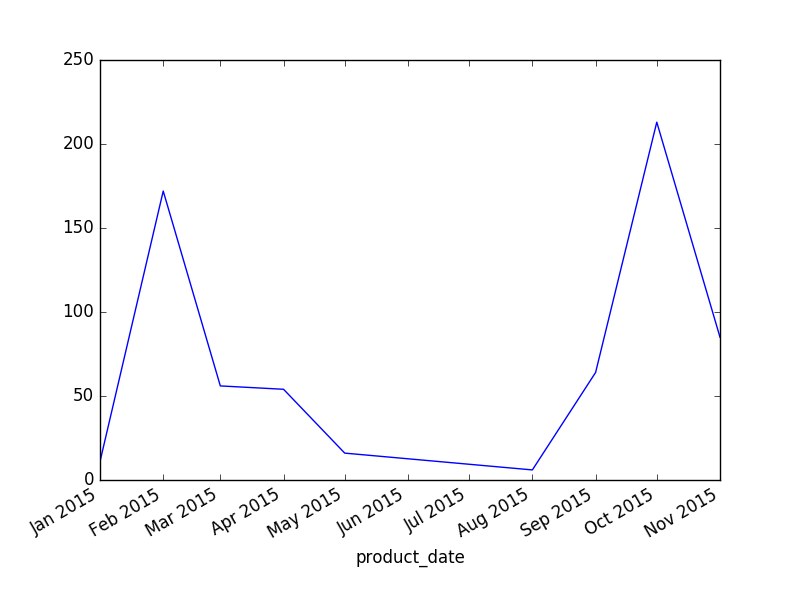 250
200
150
100
50
0
Jan 2015
Feb 2015
Mar 2015
Apr 2015
May 2015
Jun 2015
Jul 2015
Aug 2015
Sep 2015
Oct 2015
Nov 2015
product_date